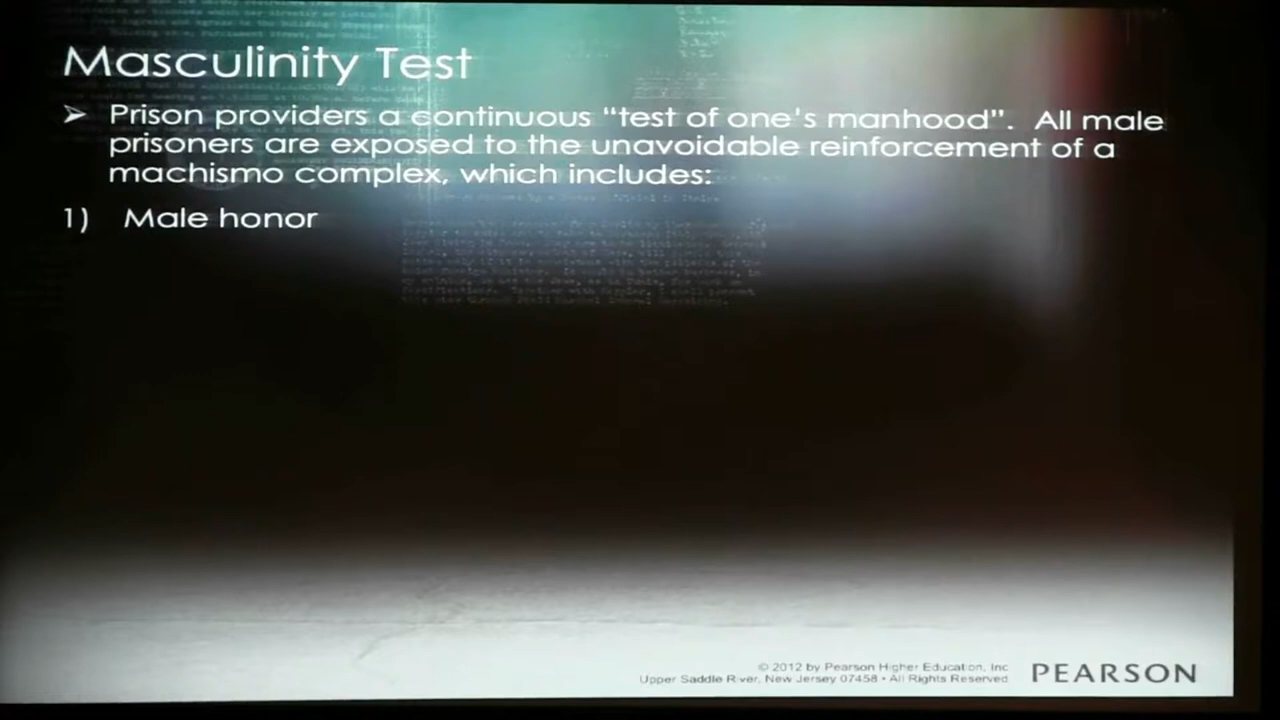 Masculinity Test
➢ Prison providers a continuous “test of one’s manhood”. All male
prisoners are exposed to the unavoidable reinforcement of a
machismo complex, which includes:
1) Male honor
© 2012 by Pearson Higher Education, Inc
Upper Saddle River, New Jersey 07458 • All Rights Reserved
PEARSON